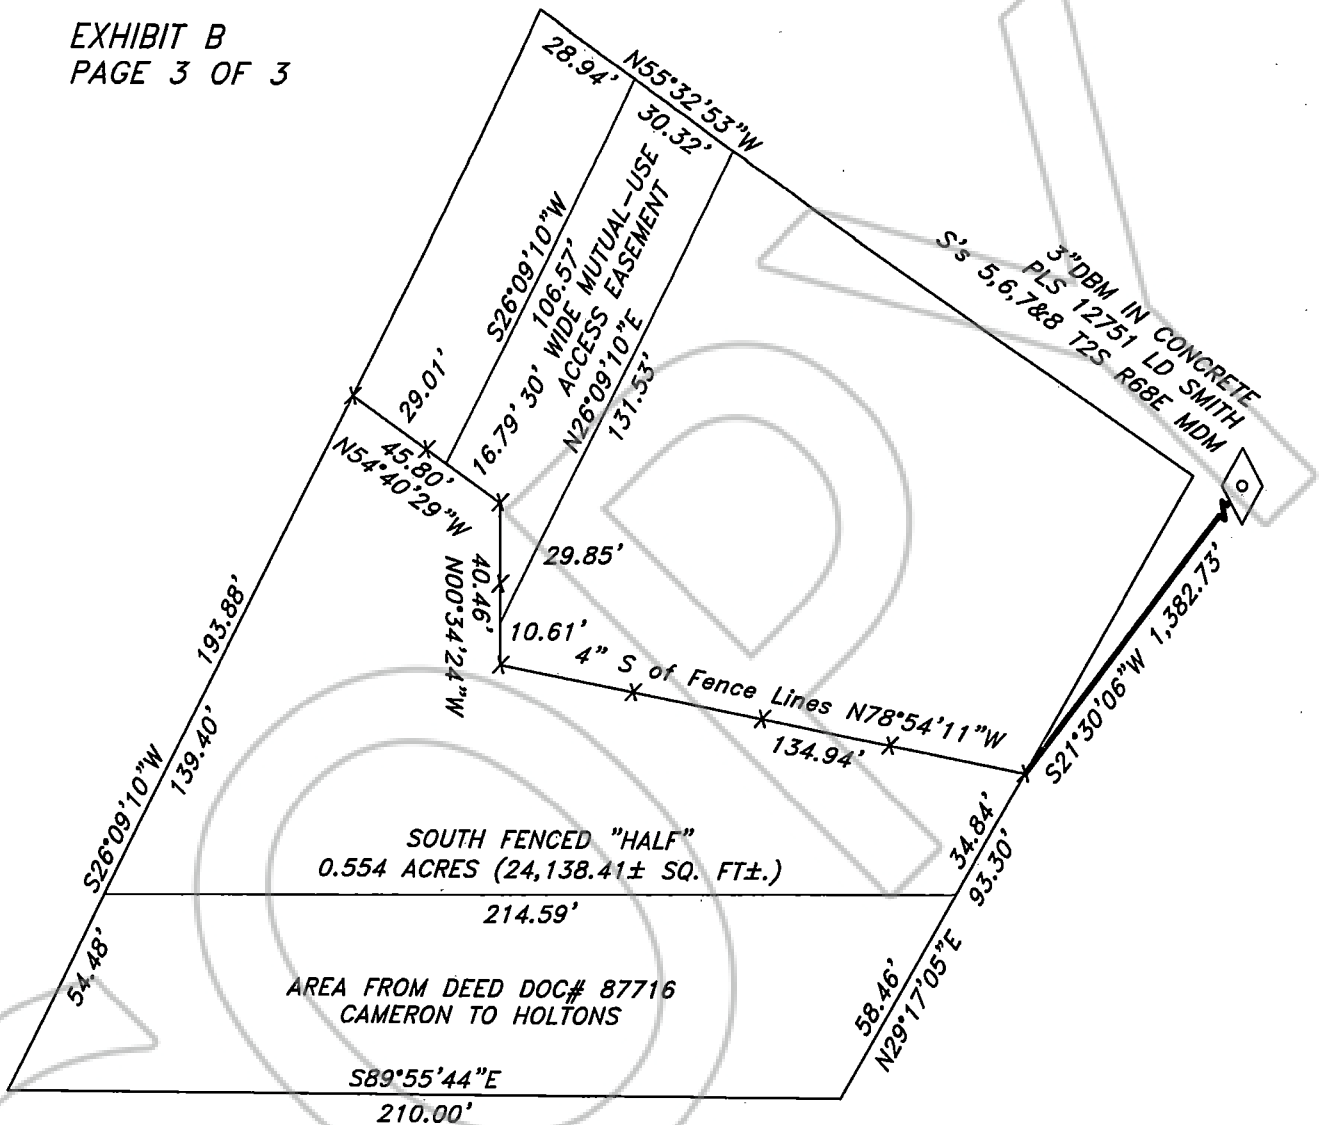 EXHIBIT B
PAGE 3 OF 3
28.94'
N55°32'53"W
30.32'
S26°09'10"W
106.57'
16.79' 30' WIDE MUTUAL-USE
ACCESS EASEMENT
N26°09'10"E
131.53'
3"DBM IN CONCRETE
PLS 12751 LD SMITH
S's 5,6,7&8 T2S R68E MDM
29.01'
45.80'
N54°40'29"W
29.85'
40.46'
N00°34'24"W
10.61'
4" S of Fence Lines N78°54'11"W
134.94'
S21°30'06"W 1,382.73'
193.88'
S26°09'10"W
139.40'
34.84'
93.30'
SOUTH FENCED "HALF"
0.554 ACRES (24,138.41± SQ. FT±.)
214.59'
54.48'
AREA FROM DEED DOC# 87716
CAMERON TO HOLTONS
58.46'
N29°17'05"E
S89°55'44"E
210.00'
COPY